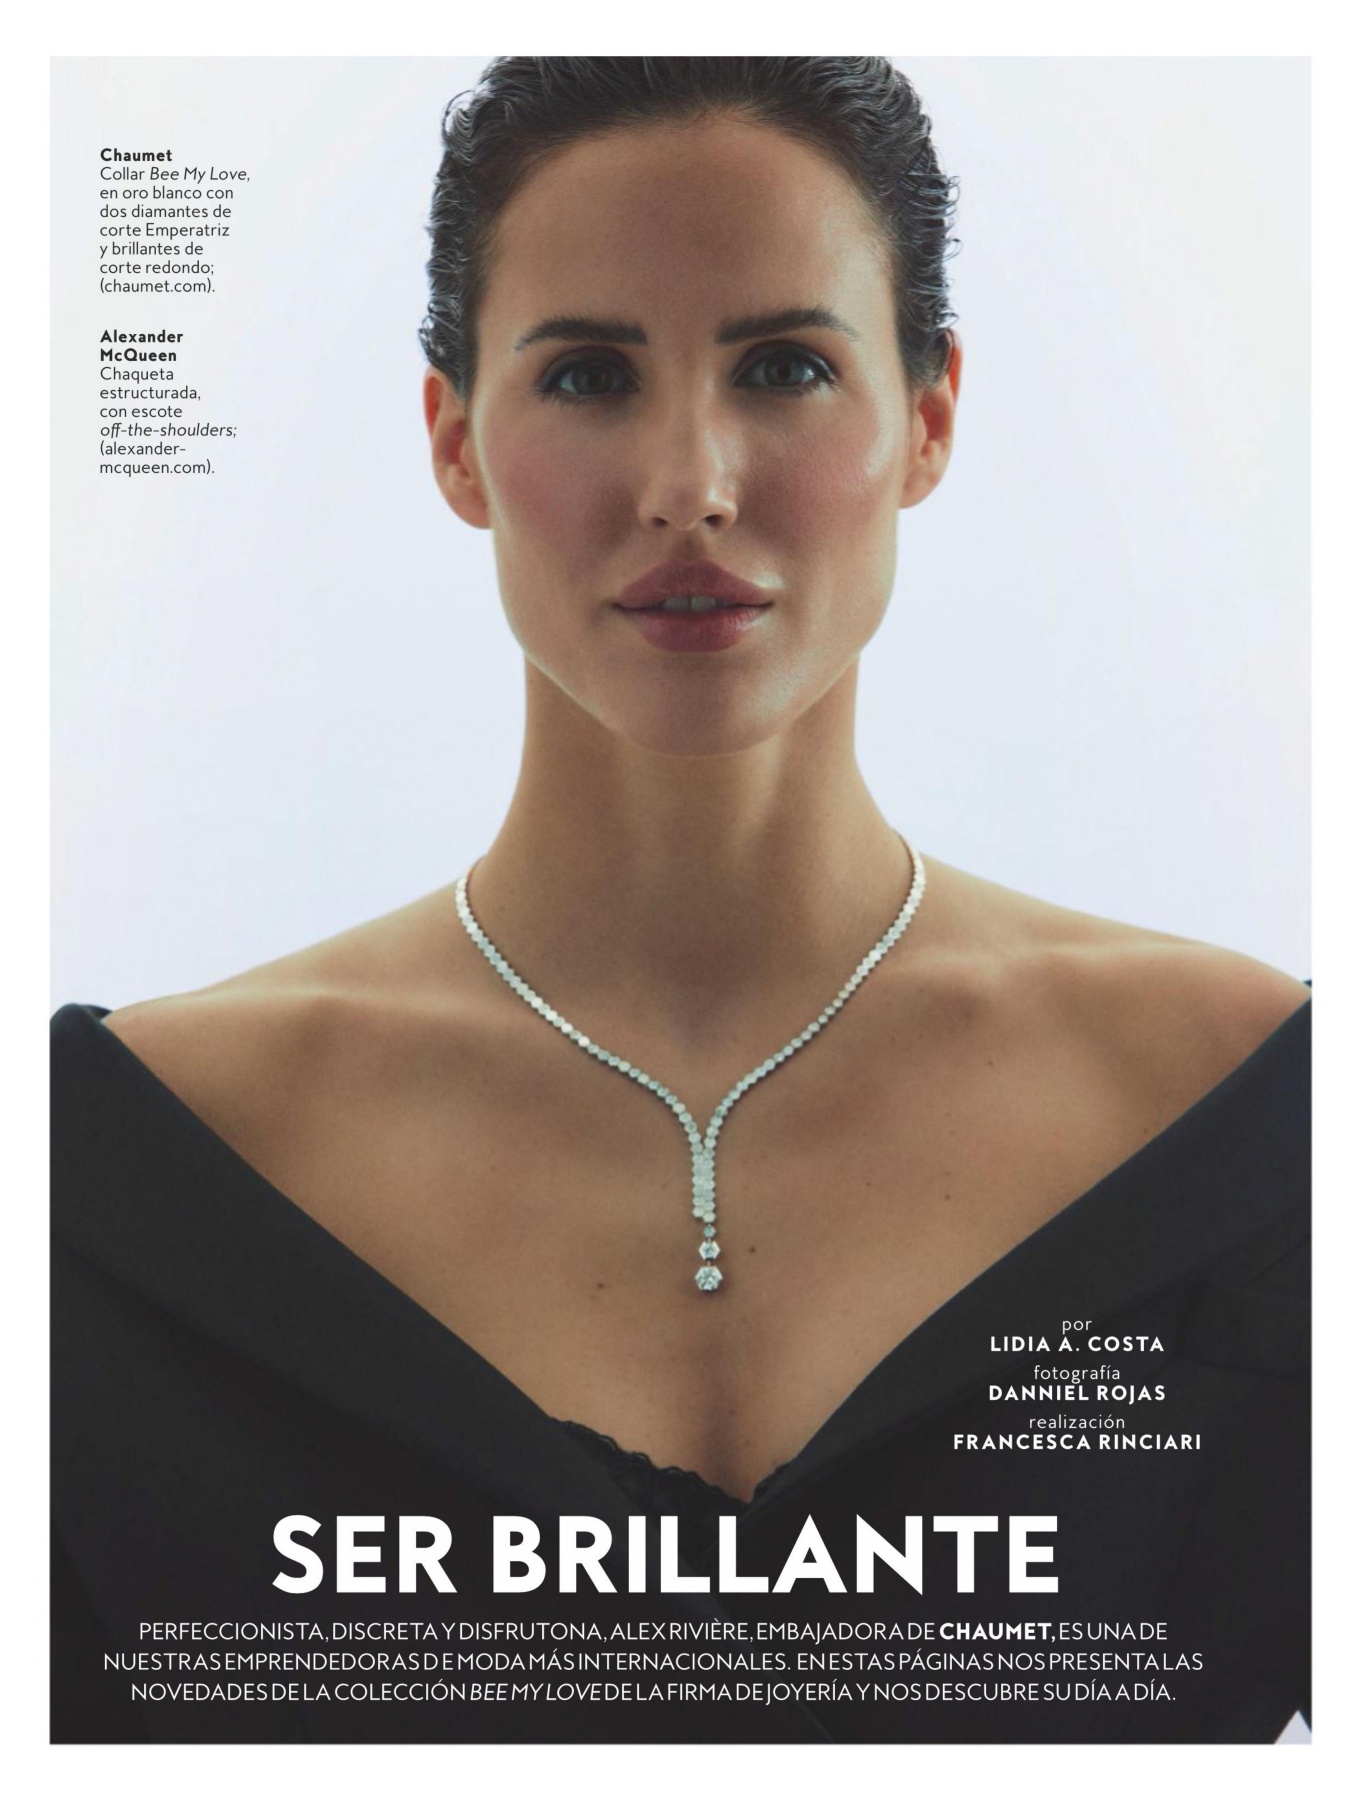 Chaumet
Collar Bee My Love,
en oro blanco con
dos diamantes de
corte Emperatriz
y brillantes de
corte redondo;
(chaumet.com).
Alexander
McQueen
Chaqueta
estructurada,
con escote
off-the-shoulders;
(alexander-
mcqueen.com).
por
LIDIA A. COSTA
fotografía
DANNIEL ROJAS
realización
FRANCESCA RINCIARI
SER BRILLANTE
PERFECCIONISTA, DISCRETA Y DISFRUTONA, ALEX RIVIÈRE, EMBAJADORA DE CHAUMET, ES UNA DE
NUESTRAS EMPRENDEDORAS DE MODA MÁS INTERNACIONALES. EN ESTAS PÁGINAS NOS PRESENTA LAS
NOVEDADES DE LA COLECCIÓN BEE MY LOVE DE LA FIRMA DE JOYERÍA Y NOS DESCUBRE SU DÍA A DÍA.